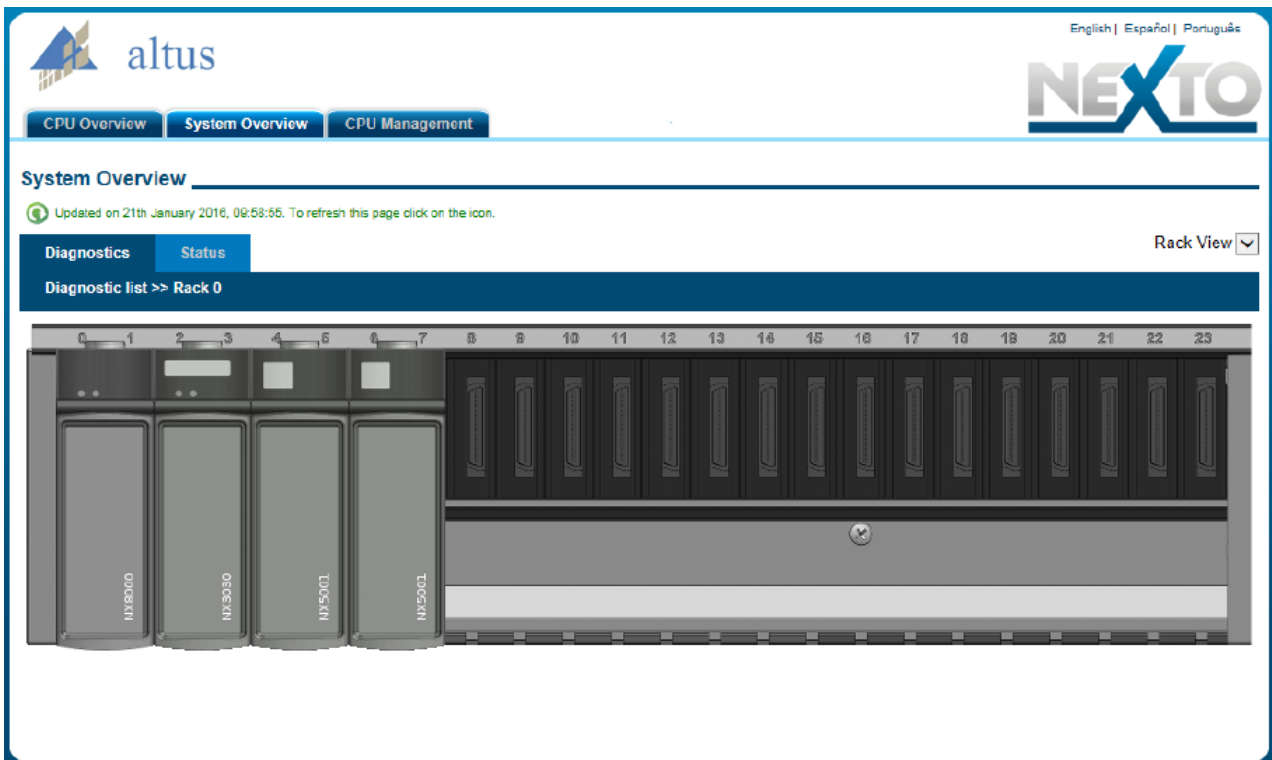 English | Español | Português
altus
NEXTO
CPU Overview System Overview CPU Management
System Overview
Updated on 21th January 2016, 09:58:55. To refresh this page click on the icon.
Rack View
Diagnostics Status
Diagnostic list >> Rack 0
0 1 2 3 4 5 6 7 8 9 10 11 12 13 14 15 16 17 18 19 20 21 22 23
NX8000 NX3030 NX5001 NX5001